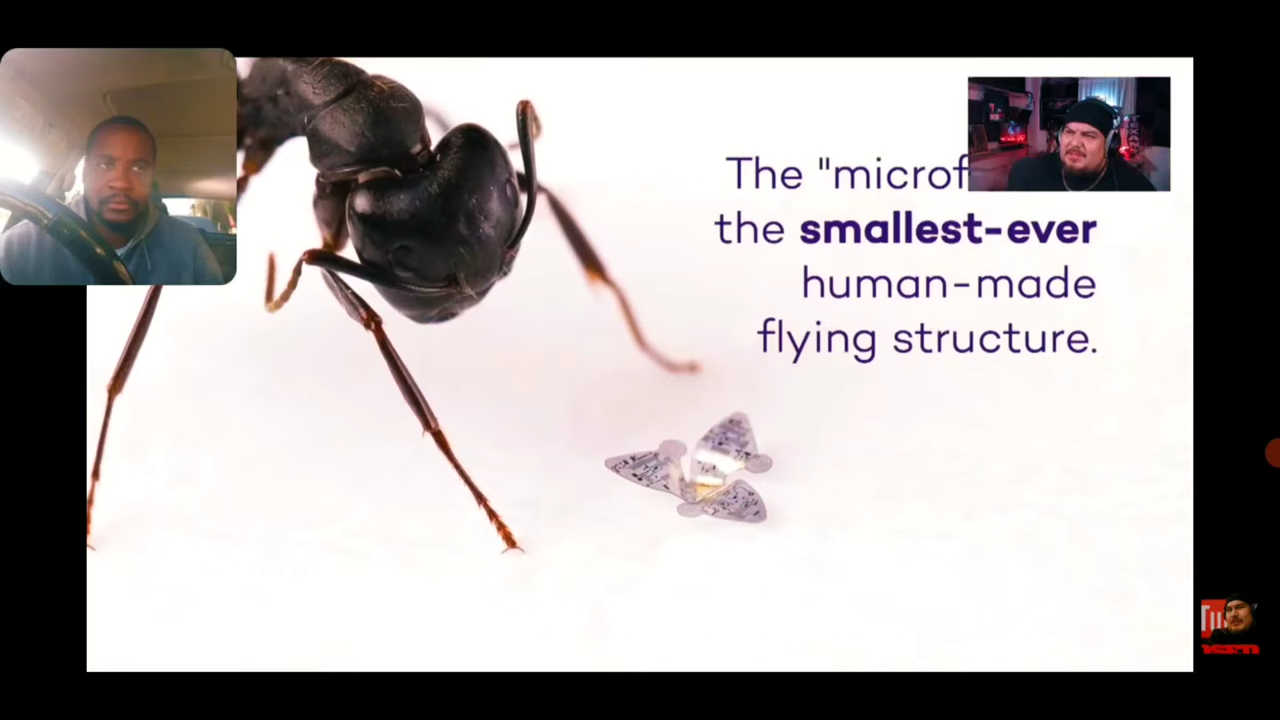 The "microf
the smallest-ever
human-made
flying structure.